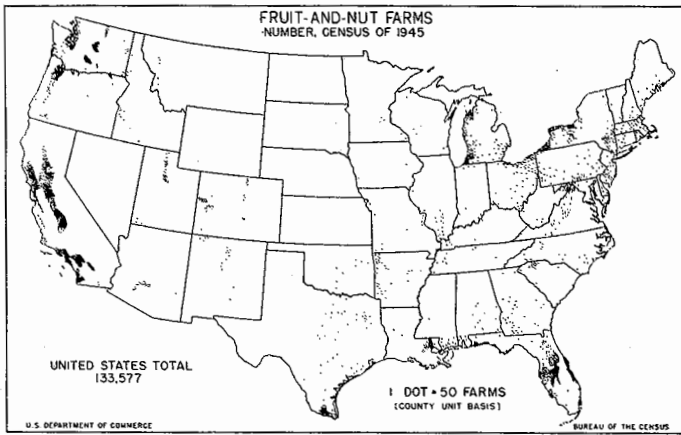 FRUIT-AND-NUT FARMS
NUMBER, CENSUS OF 1945
UNITED STATES TOTAL
133,577
1 DOT = 50 FARMS
(COUNTY UNIT BASIS)
U.S. DEPARTMENT OF COMMERCE
BUREAU OF THE CENSUS